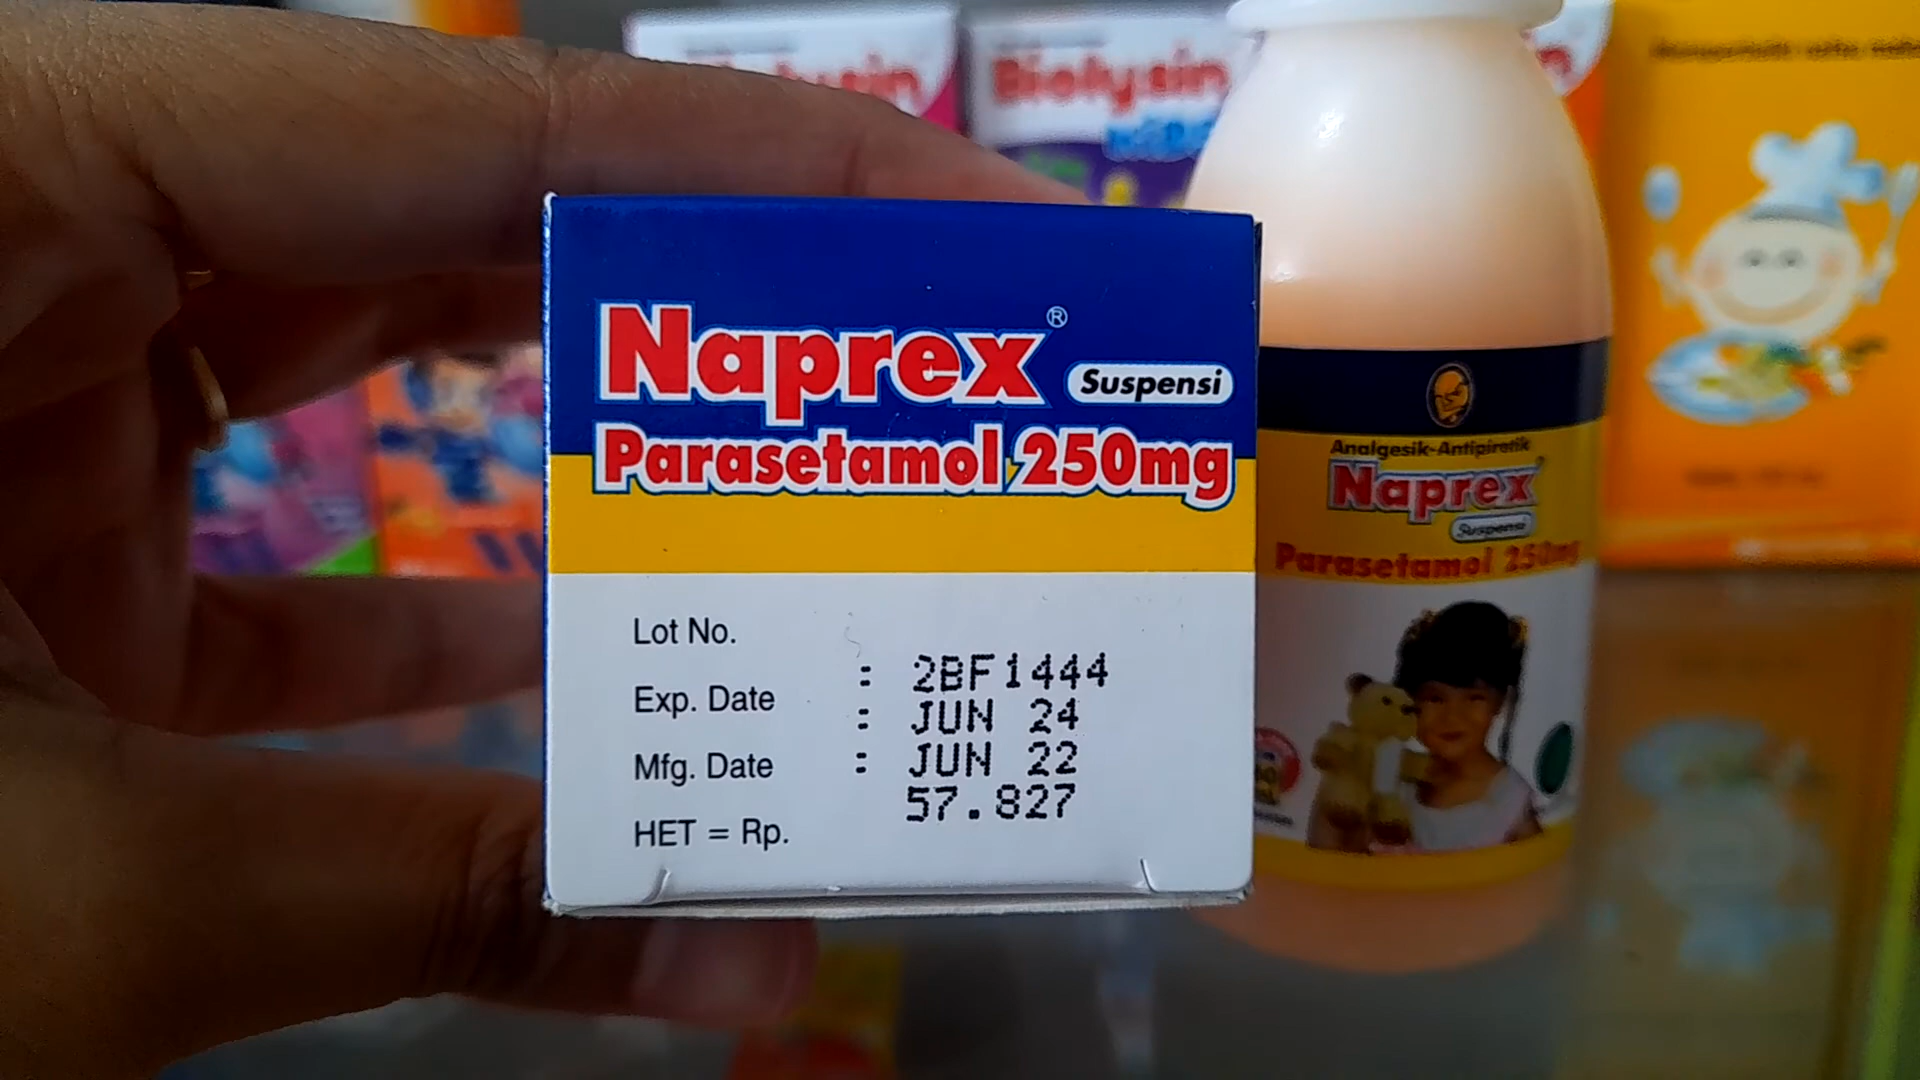 Biolysin
Naprex®
Suspensi
Parasetamol 250mg
Lot No.
: 2BF1444
Exp. Date
: JUN 24
Mfg. Date
: JUN 22
HET = Rp.
57.827
Analgesik-Antipiretik
Naprex
Suspensi
Parasetamol 250mg